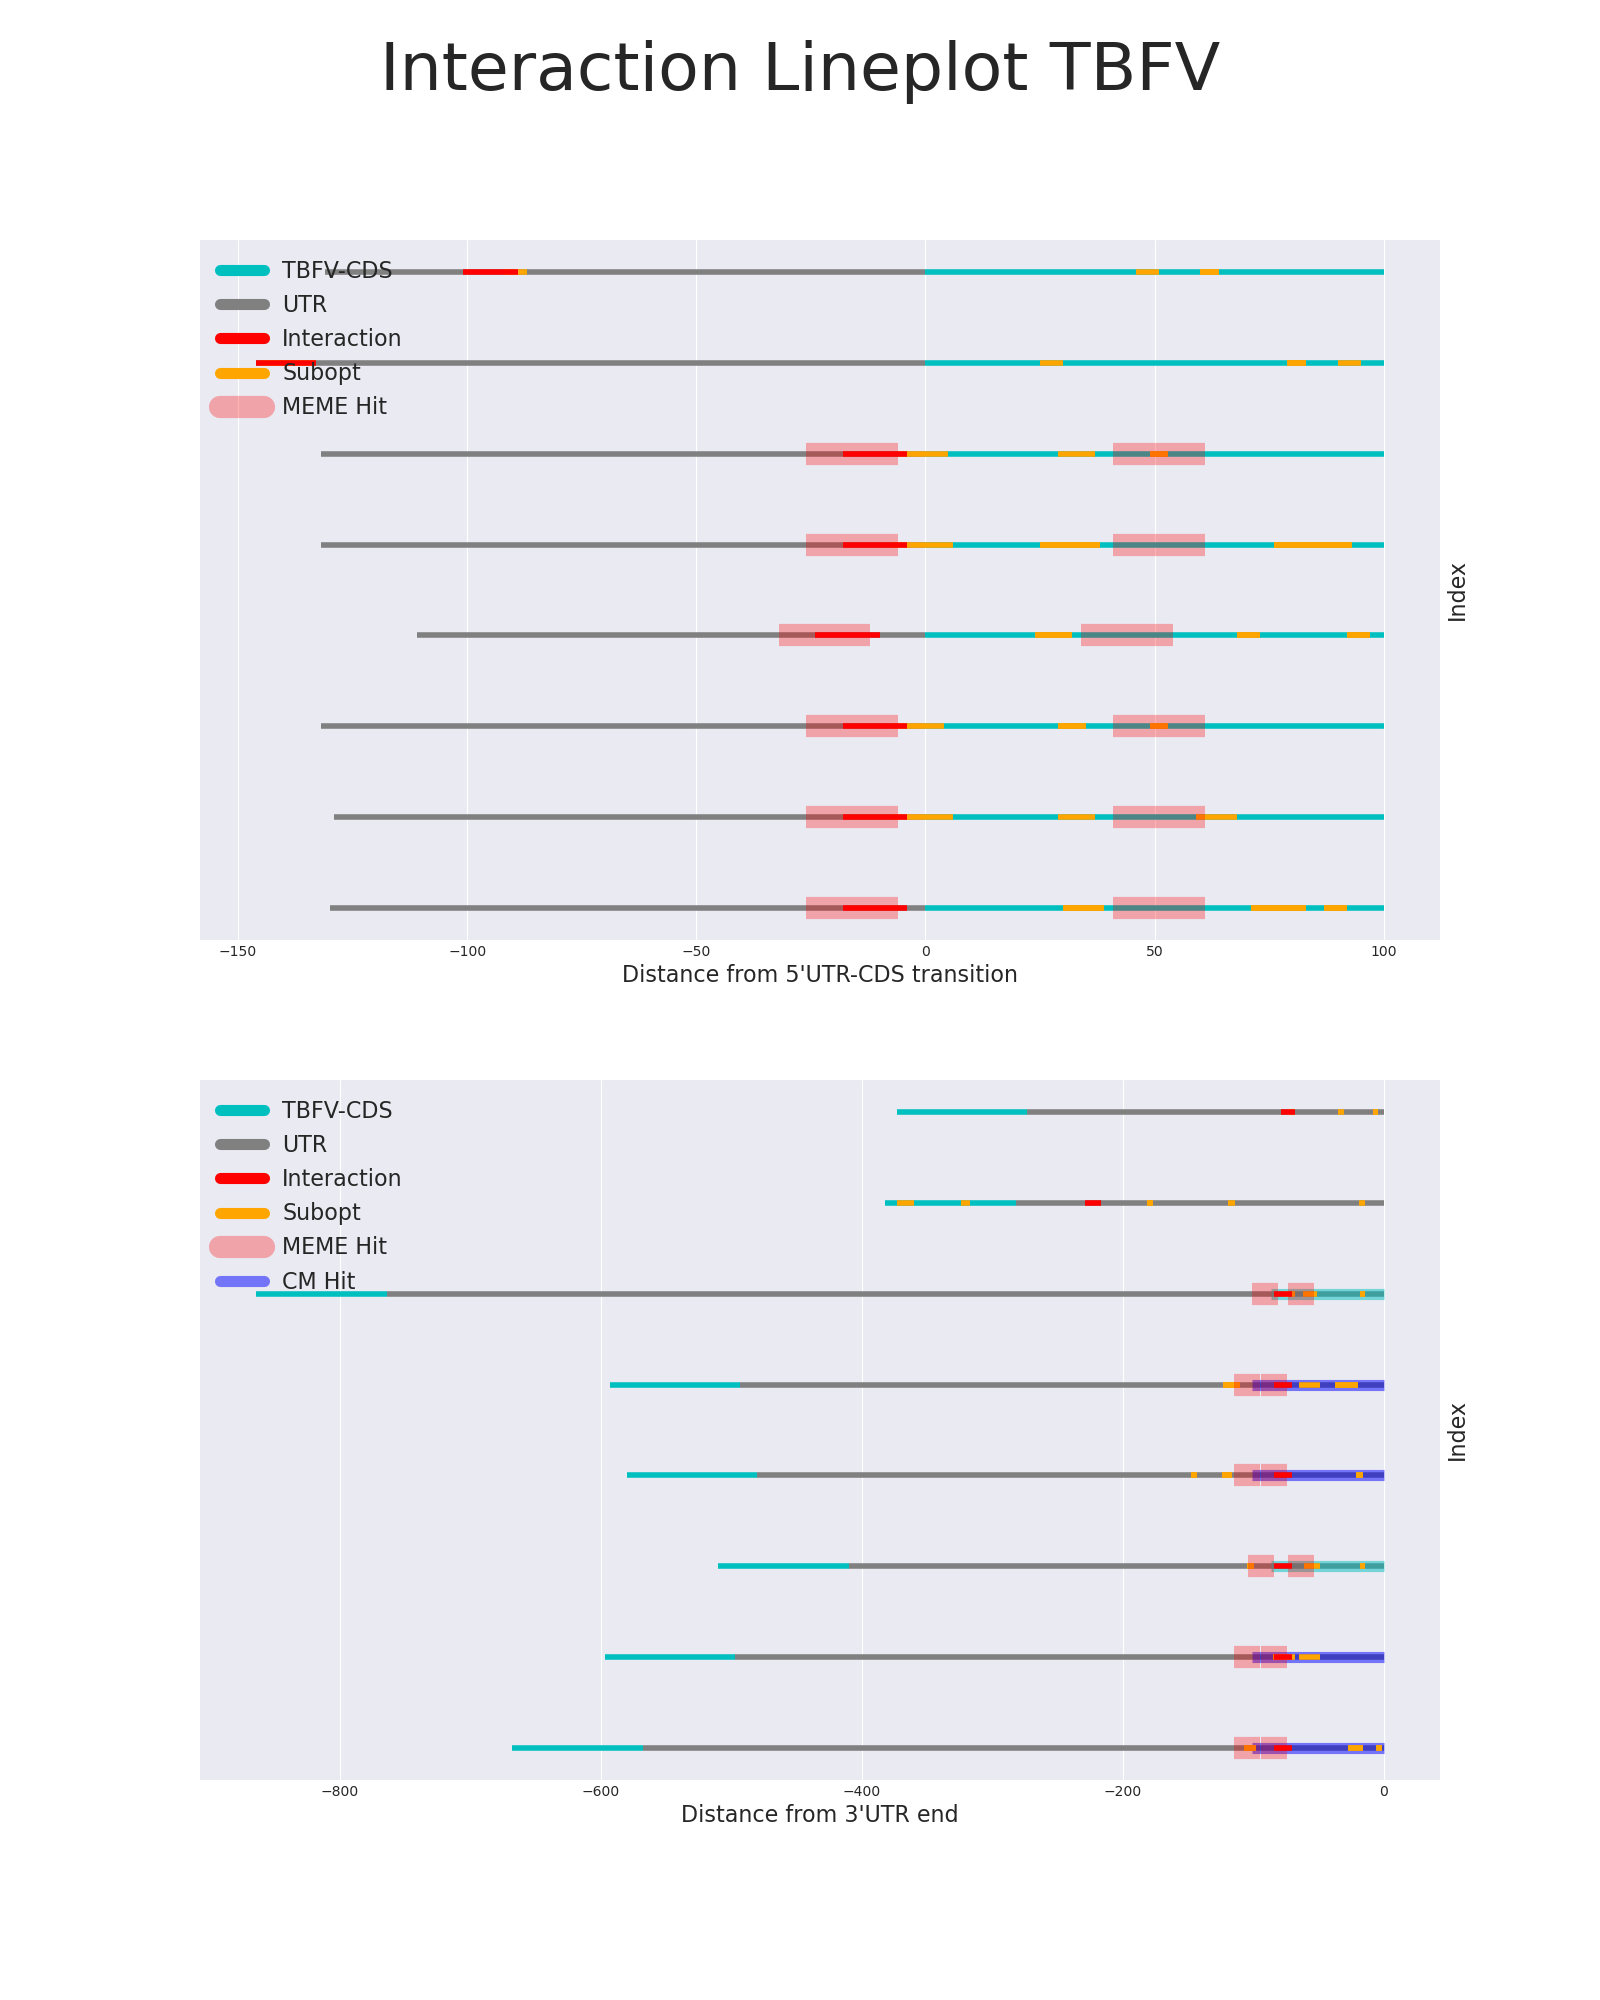 Interaction Lineplot TBFV
TBFV-CDS
UTR
Interaction
Subopt
MEME Hit
Index
−150 −100 −50 0 50 100
Distance from 5'UTR-CDS transition
TBFV-CDS
UTR
Interaction
Subopt
MEME Hit
CM Hit
Index
−800 −600 −400 −200 0
Distance from 3'UTR end